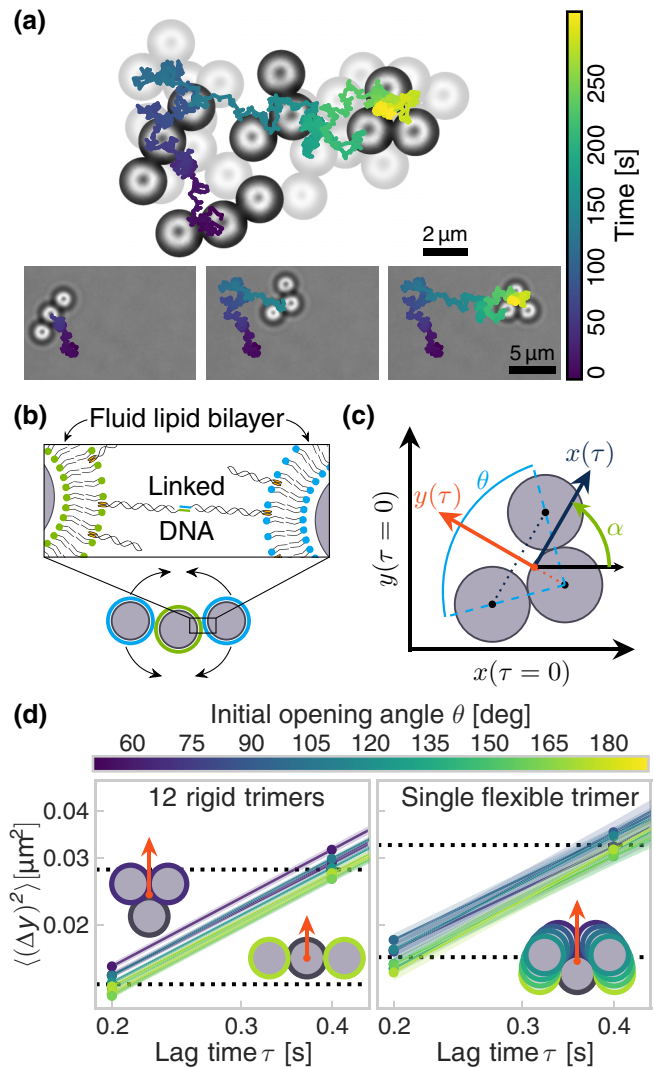 (a)
2 µm
5 µm
0 50 100 150 200 250
Time [s]
(b)
Fluid lipid bilayer
Linked
DNA
(c)
x(τ)
θ
y(τ)
α
y(τ = 0)
x(τ = 0)
(d)
Initial opening angle θ [deg]
60 75 90 105 120 135 150 165 180
12 rigid trimers
Single flexible trimer
⟨(Δy)²⟩ [µm²]
0.04
0.03
0.02
0.2 0.3 0.4
0.2 0.3 0.4
Lag time τ [s]
Lag time τ [s]